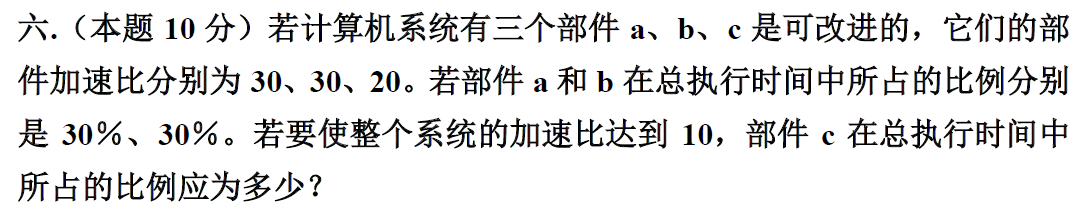 六.（本题 10 分）若计算机系统有三个部件 a、b、c 是可改进的，它们的部
件加速比分别为 30、30、20。若部件 a 和 b 在总执行时间中所占的比例分别
是 30％、30％。若要使整个系统的加速比达到 10，部件 c 在总执行时间中
所占的比例应为多少？